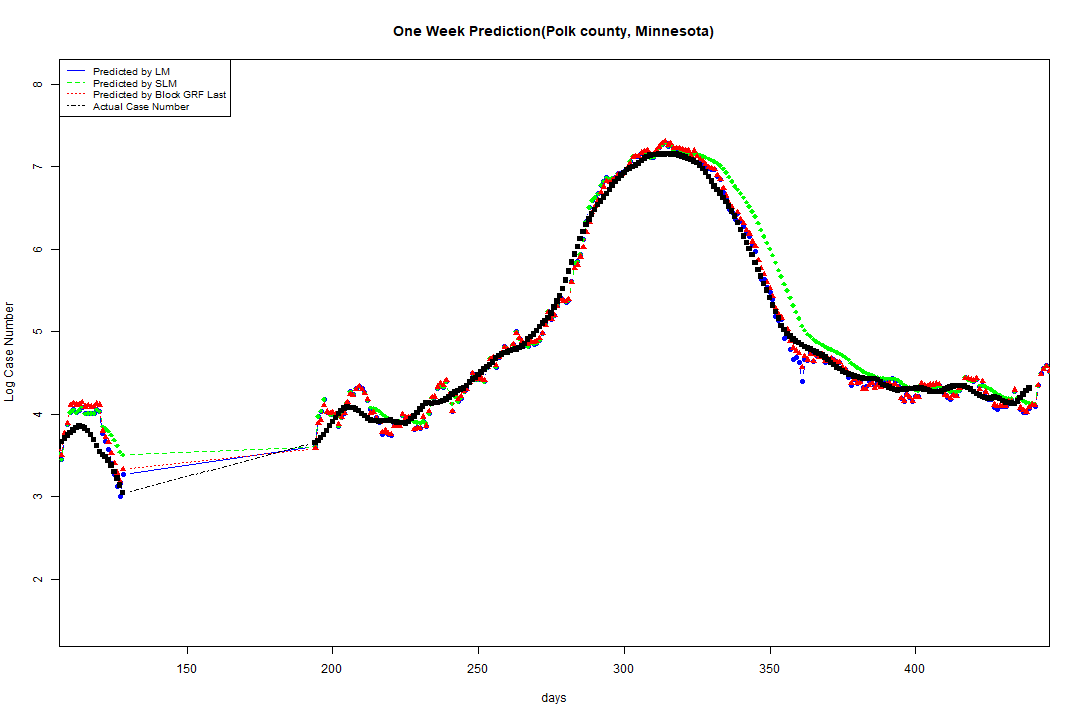 One Week Prediction(Polk county, Minnesota)
Predicted by LM
Predicted by SLM
Predicted by Block GRF Last
Actual Case Number
8
7
6
5
4
3
2
Log Case Number
150 200 250 300 350 400
days